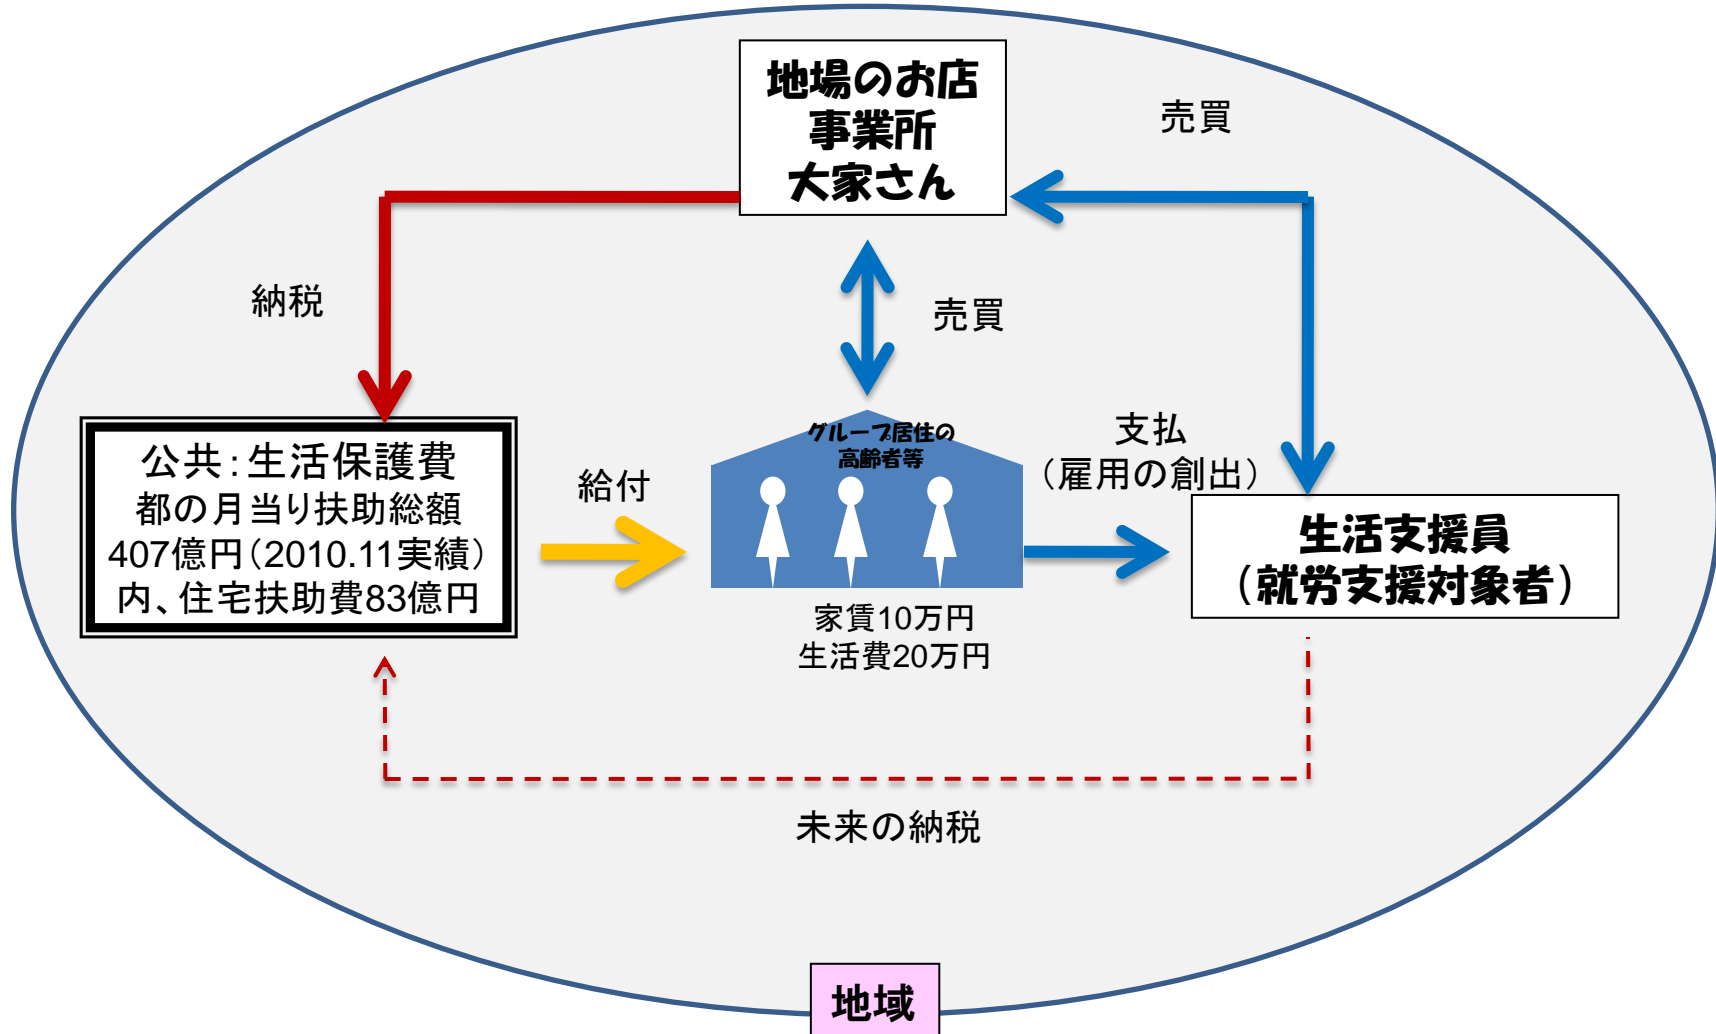 地場のお店
事業所
大家さん
売買
納税
売買
公共：生活保護費
都の月当り扶助総額
407億円（2010.11実績）
内、住宅扶助費83億円
給付
グループ居住の
高齢者等
家賃10万円
生活費20万円
支払
（雇用の創出）
生活支援員
（就労支援対象者）
未来の納税
地域